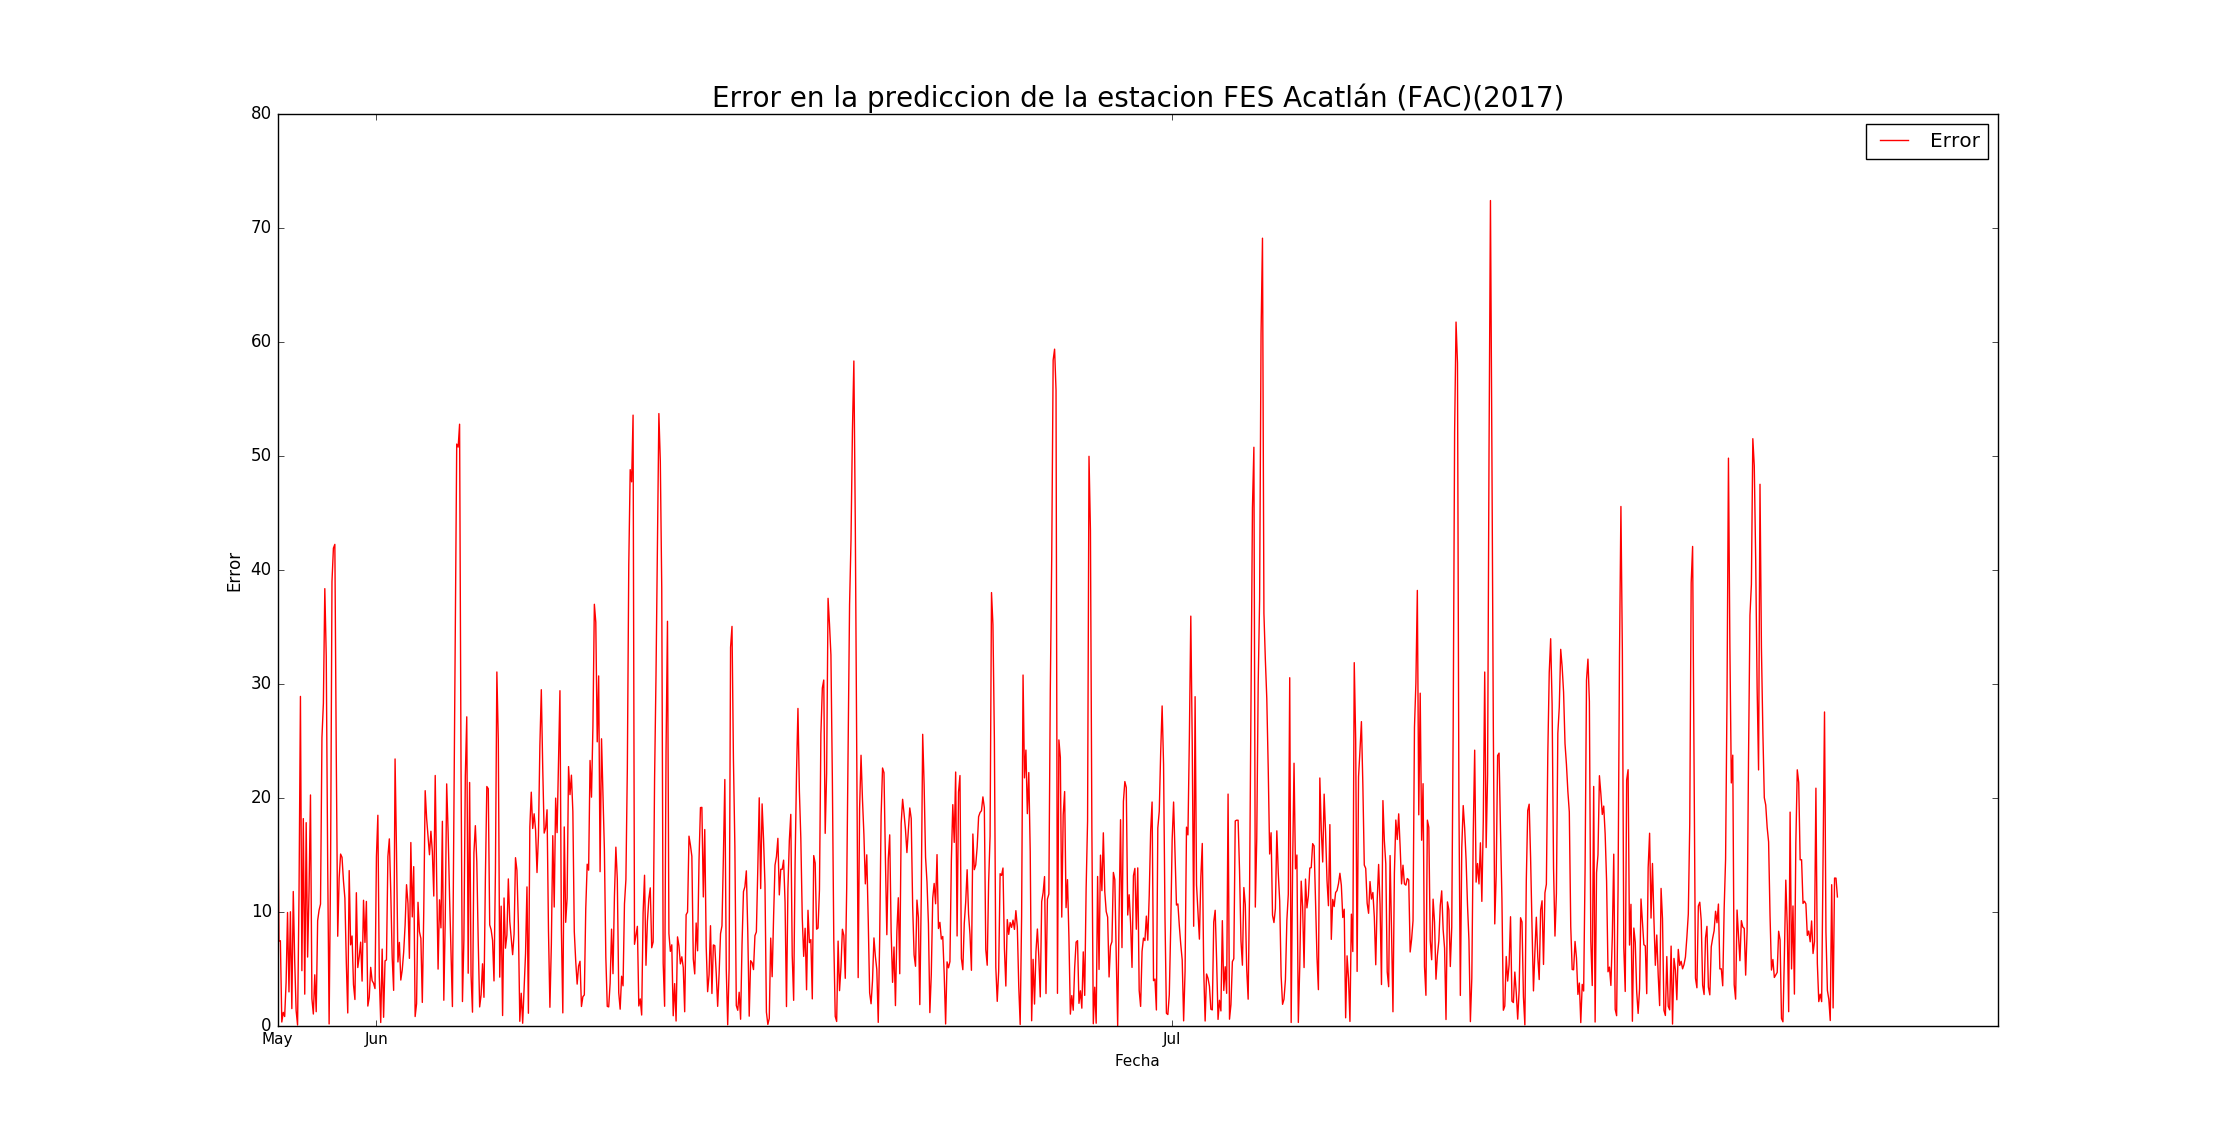 Error en la prediccion de la estacion FES Acatlán (FAC)(2017)
80
Error
70
60
50
40
Error
30
20
10
0
May Jun Jul
Fecha